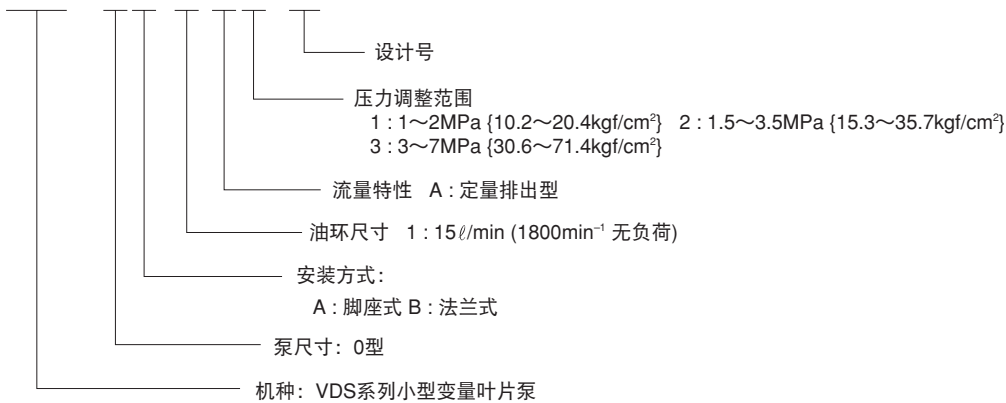 设计号
压力调整范围
1 : 1～2MPa {10.2～20.4kgf/cm²} 2 : 1.5～3.5MPa {15.3～35.7kgf/cm²}
3 : 3～7MPa {30.6～71.4kgf/cm²}
流量特性 A : 定量排出型
油环尺寸 1 : 15ℓ/min (1800min⁻¹ 无负荷)
安装方式：
A : 脚座式 B : 法兰式
泵尺寸：0型
机种：VDS系列小型变量叶片泵